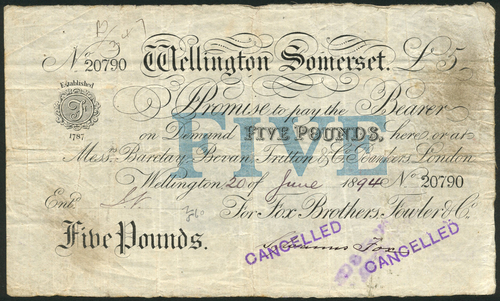 No 20790 Wellington Somerset. £5
Established
1787
I Promise to pay the Bearer
on Demand FIVE POUNDS, here or at
FIVE
Messrs Barclay Bevan Tritton & Co. Bankers London
Wellington 20 of June 1894 No 20790
Entd
For Fox Brothers, Fowler & Co.
Five Pounds.
CANCELLED
CANCELLED